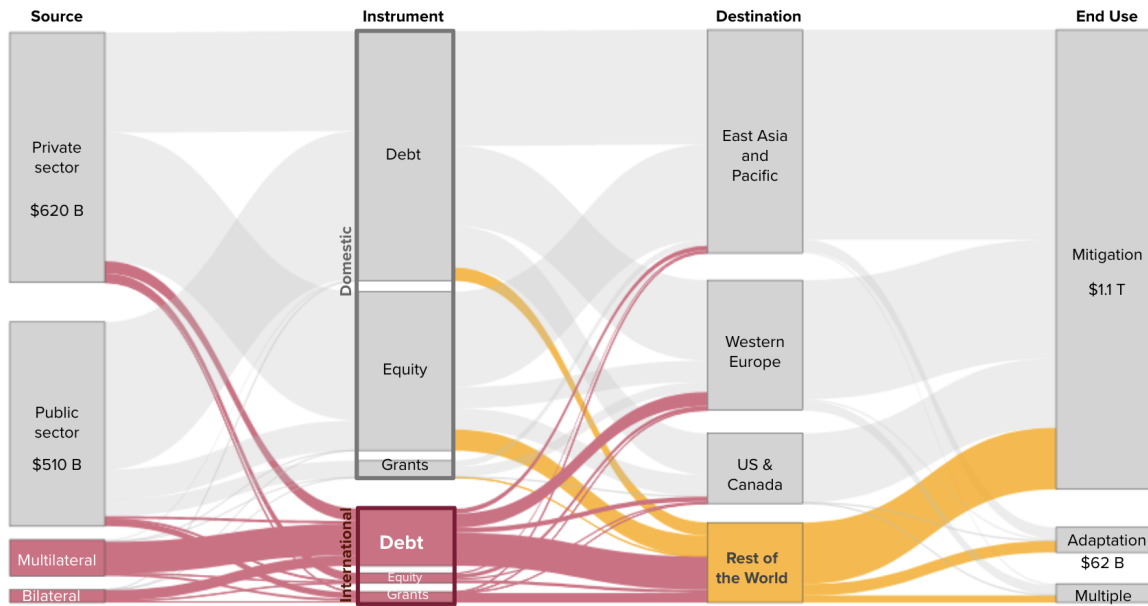 Source
Instrument
Destination
End Use
Private
sector
$620 B
Public
sector
$510 B
Multilateral
Bilateral
Domestic
Debt
Equity
Grants
International
Debt
Equity
Grants
East Asia
and
Pacific
Western
Europe
US &
Canada
Rest of
the World
Mitigation
$1.1 T
Adaptation
$62 B
Multiple